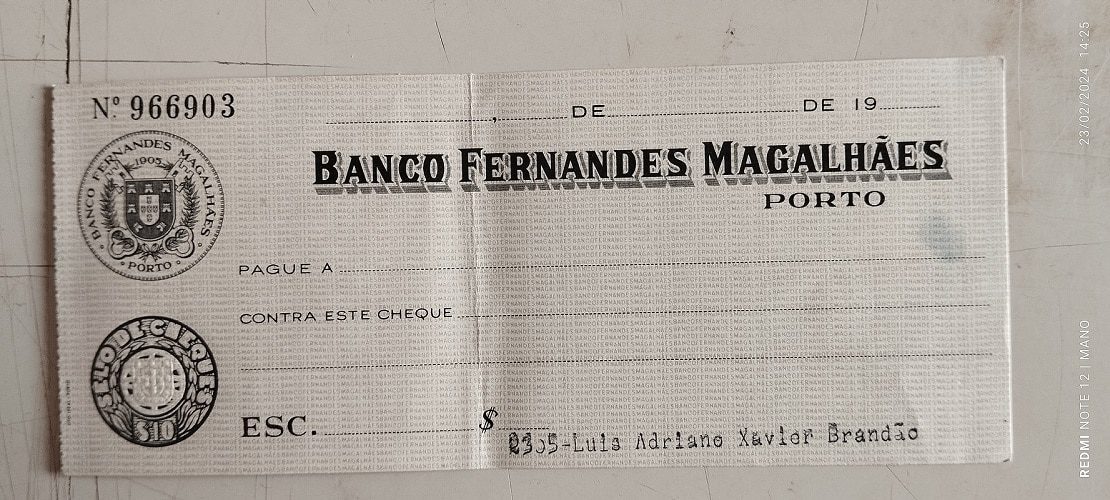 Nº 966903
, DE DE 19
BANCO FERNANDES MAGALHÃES
PORTO
BANCO FERNANDES MAGALHÃES
1905
PORTO
PAGUE A
CONTRA ESTE CHEQUE
SELO DE CHEQUES
$10
ESC. $
-Luis Adriano Xavier Brandão
23/02/2024 14:25
REDMI NOTE 12 | MANO